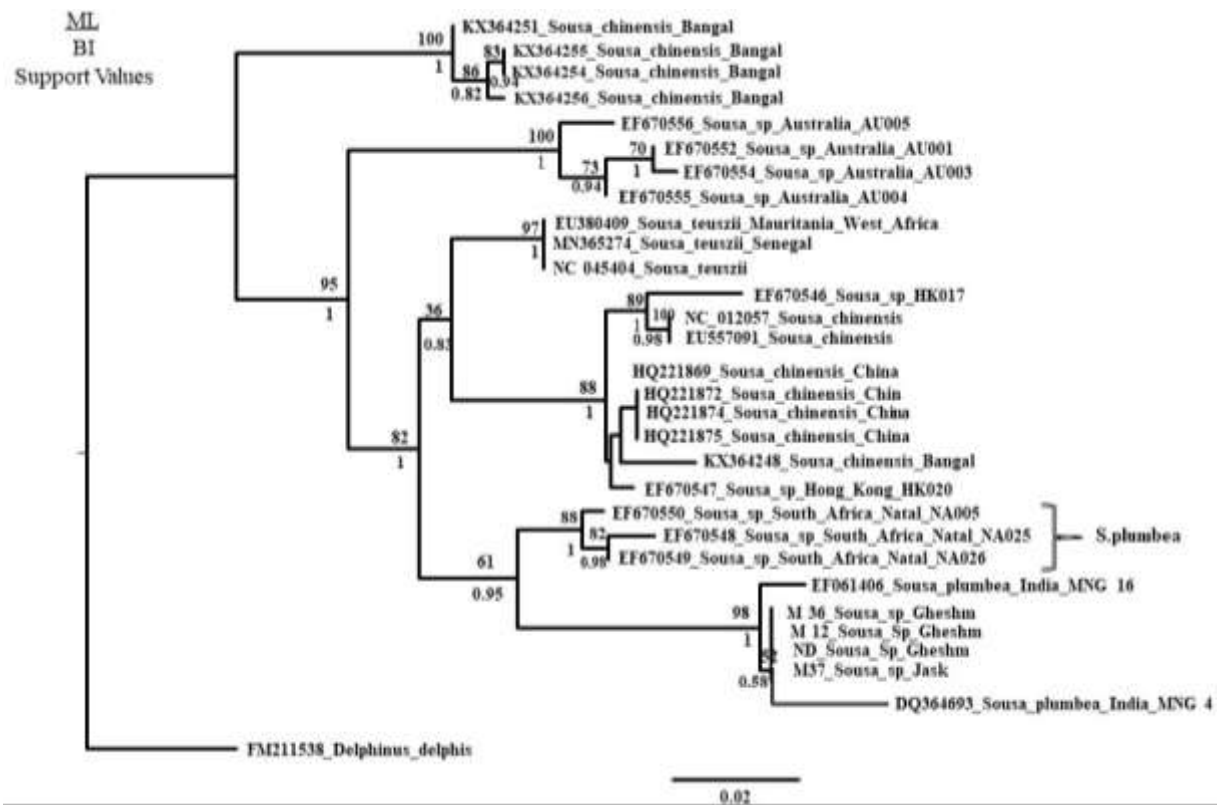 ML
BI
Support Values
KX364251_Sousa_chinensis_Bangal
100
1
83
KX364255_Sousa_chinensis_Bangal
86
KX364254_Sousa_chinensis_Bangal
0.94
0.82
KX364256_Sousa_chinensis_Bangal
EF670556_Sousa_sp_Australia_AU005
100
1
70
EF670552_Sousa_sp_Australia_AU001
1
73
EF670554_Sousa_sp_Australia_AU003
0.94
EF670555_Sousa_sp_Australia_AU004
97
EU380409_Sousa_teuszii_Mauritania_West_Africa
1
MN365274_Sousa_teuszii_Senegal
NC_045404_Sousa_teuszii
95
1
36
89
EF670546_Sousa_sp_HK017
1
100
NC_012057_Sousa_chinensis
0.98
EU557091_Sousa_chinensis
HQ221869_Sousa_chinensis_China
88
1
HQ221872_Sousa_chinensis_Chin
HQ221874_Sousa_chinensis_China
HQ221875_Sousa_chinensis_China
82
1
KX364248_Sousa_chinensis_Bangal
EF670547_Sousa_sp_Hong_Kong_HK020
88
EF670550_Sousa_sp_South_Africa_Natal_NA005
1
82
EF670548_Sousa_sp_South_Africa_Natal_NA025
S.plumbea
0.98
EF670549_Sousa_sp_South_Africa_Natal_NA026
61
0.95
EF061406_Sousa_plumbea_India_MNG 16
98
1
M 36_Sousa_sp_Gheshm
M 12_Sousa_Sp_Gheshm
ND_Sousa_Sp_Gheshm
M37_Sousa_sp_Jask
0.58
DQ364693_Sousa_plumbea_India_MNG 4
FM211538_Delphinus_delphis
0.02